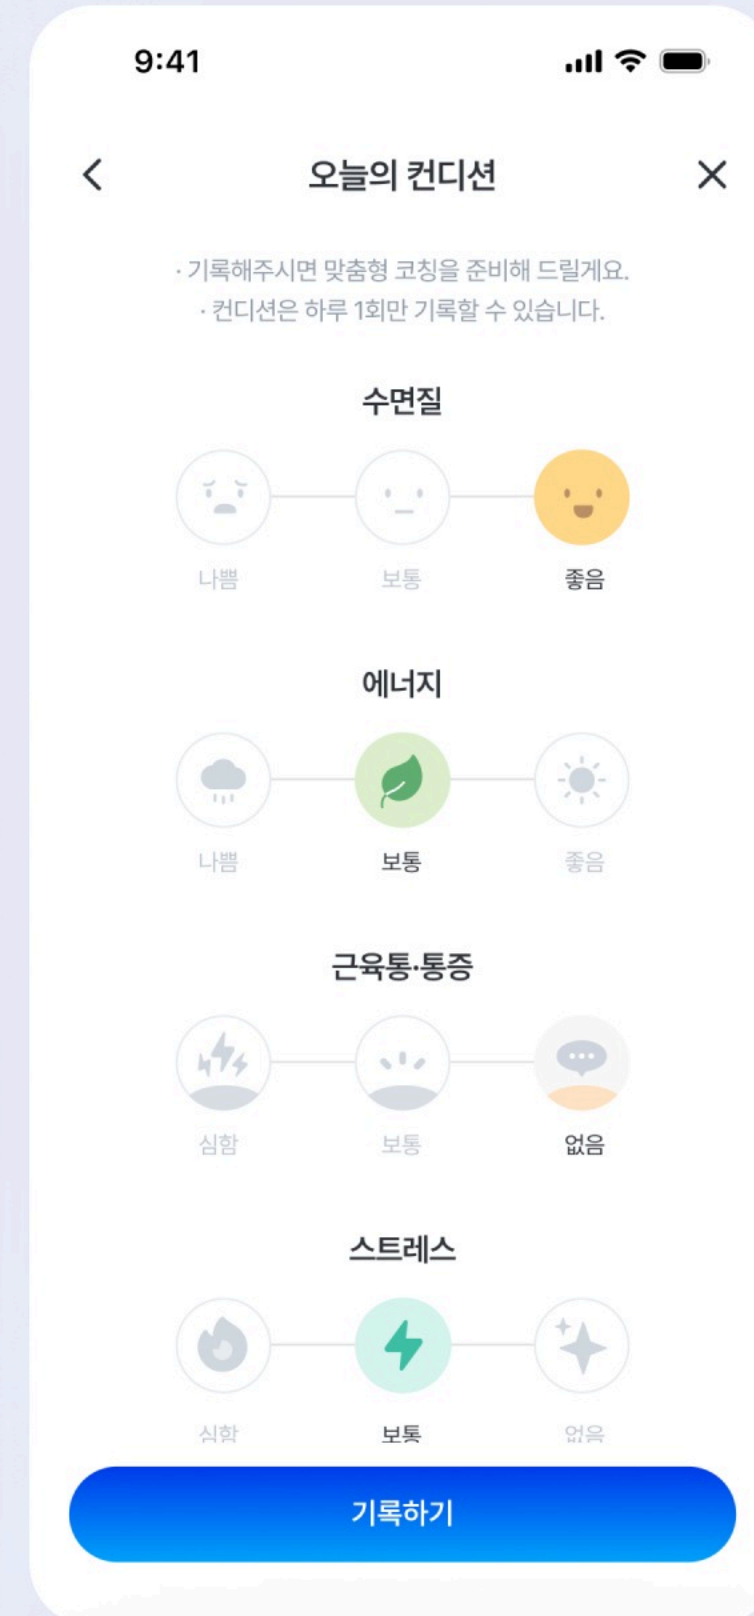 9:41
오늘의 컨디션
· 기록해주시면 맞춤형 코칭을 준비해 드릴게요.
· 컨디션은 하루 1회만 기록할 수 있습니다.
수면질
나쁨 보통 좋음
에너지
나쁨 보통 좋음
근육통·통증
심함 보통 없음
스트레스
심함 보통 없음
기록하기